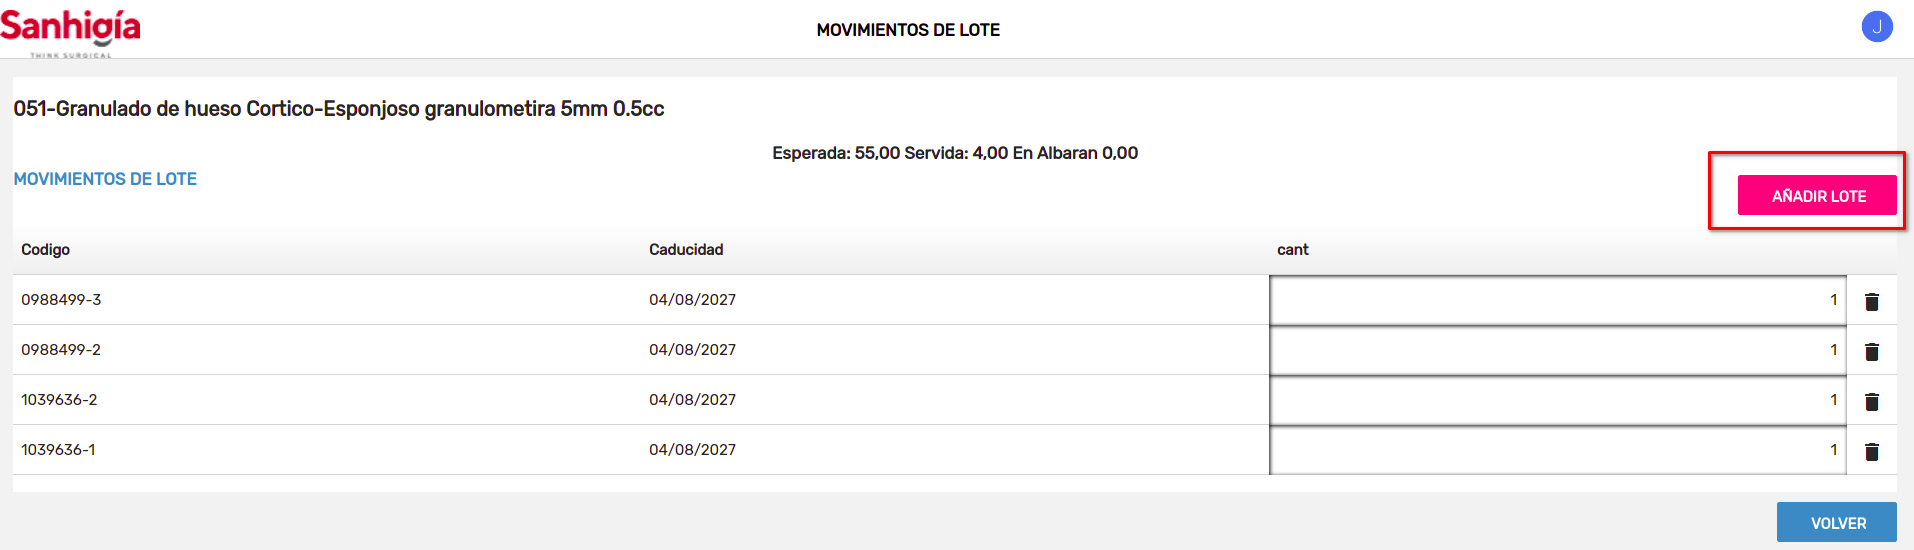 Sanhigía
THINK SURGICAL
MOVIMIENTOS DE LOTE
J
051-Granulado de hueso Cortico-Esponjoso granulometira 5mm 0.5cc
Esperada: 55,00 Servida: 4,00 En Albaran 0,00
MOVIMIENTOS DE LOTE
AÑADIR LOTE
Codigo Caducidad cant
0988499-3 04/08/2027 1
0988499-2 04/08/2027 1
1039636-2 04/08/2027 1
1039636-1 04/08/2027 1
VOLVER